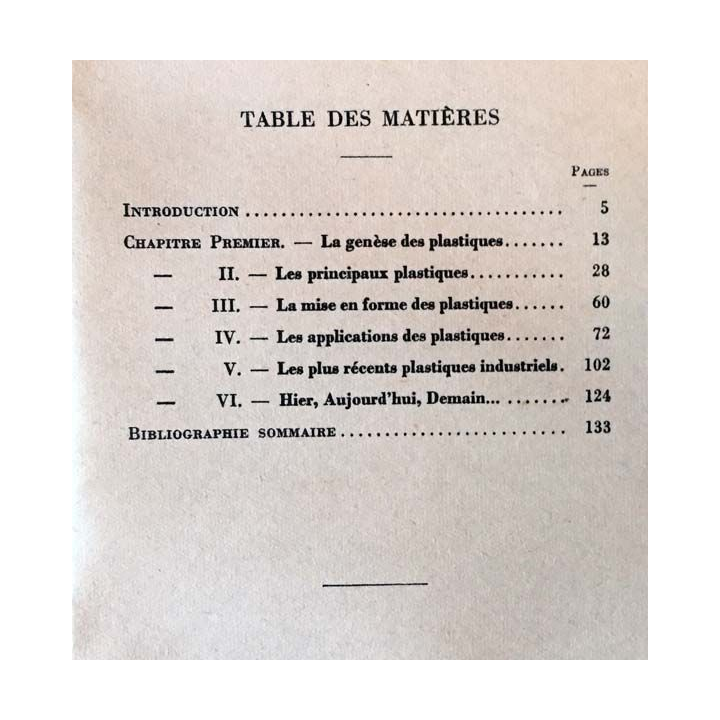 TABLE DES MATIÈRES
PAGES
INTRODUCTION .................................... 5
CHAPITRE PREMIER. — La genèse des plastiques....... 13
— II. — Les principaux plastiques........... 28
— III. — La mise en forme des plastiques...... 60
— IV. — Les applications des plastiques....... 72
— V. — Les plus récents plastiques industriels. 102
— VI. — Hier, Aujourd'hui, Demain... ........ 124
BIBLIOGRAPHIE SOMMAIRE .......................... 133